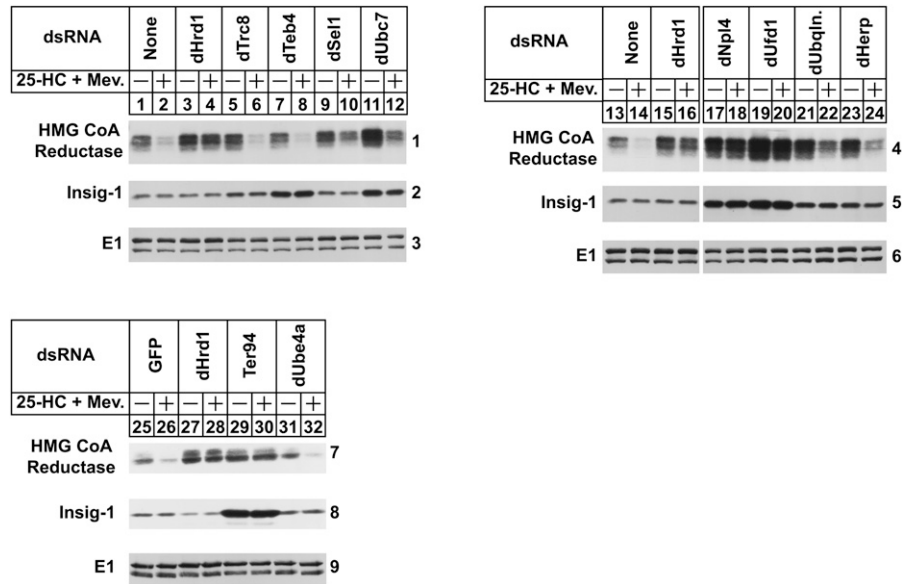 dsRNA None dHrd1 dTrc8 dTeb4 dSel1 dUbc7
25-HC + Mev. — + — + — + — + — + — +
1 2 3 4 5 6 7 8 9 10 11 12
HMG CoA
Reductase 1
Insig-1 2
E1 3
dsRNA None dHrd1 dNpl4 dUfd1 dUbqln. dHerp
25-HC + Mev. — + — + — + — + — + — +
13 14 15 16 17 18 19 20 21 22 23 24
HMG CoA
Reductase 4
Insig-1 5
E1 6
dsRNA GFP dHrd1 Ter94 dUbe4a
25-HC + Mev. — + — + — + — +
25 26 27 28 29 30 31 32
HMG CoA
Reductase 7
Insig-1 8
E1 9